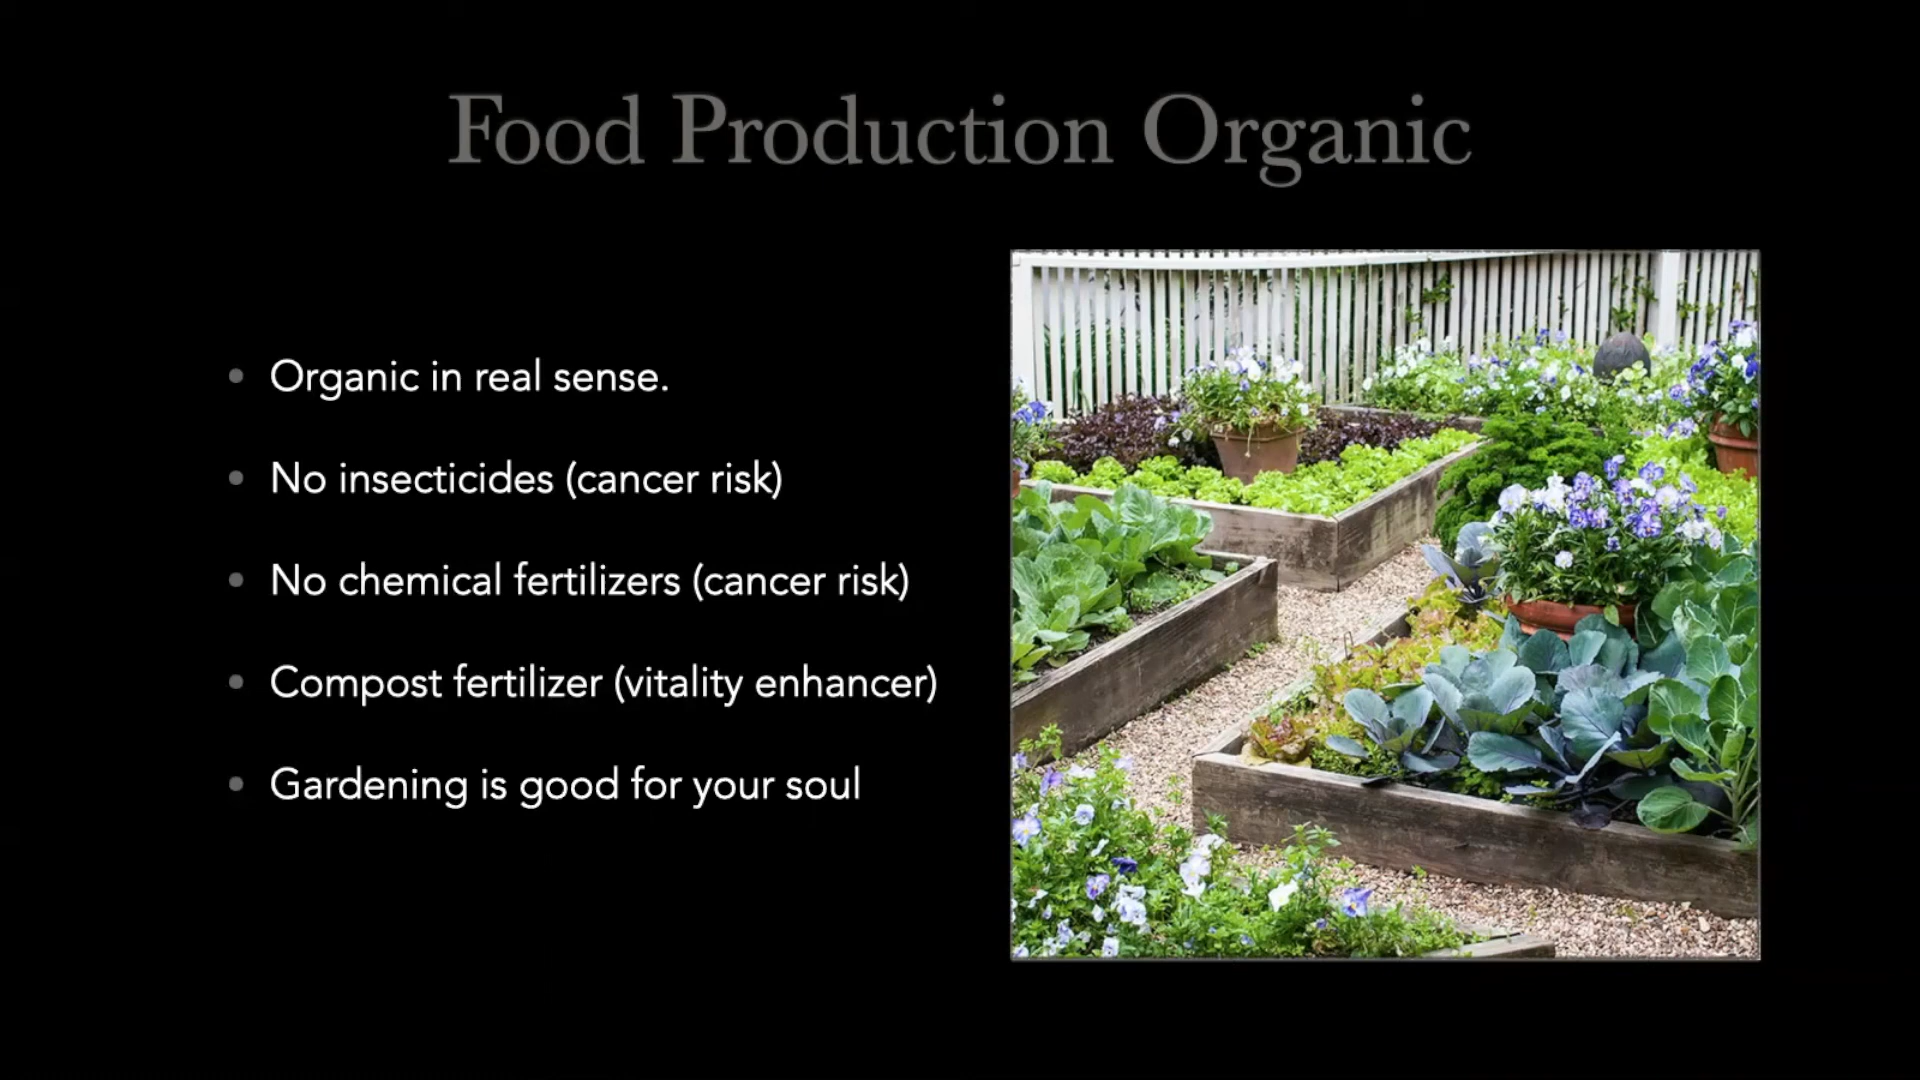 Food Production Organic
Organic in real sense.
No insecticides (cancer risk)
No chemical fertilizers (cancer risk)
Compost fertilizer (vitality enhancer)
Gardening is good for your soul